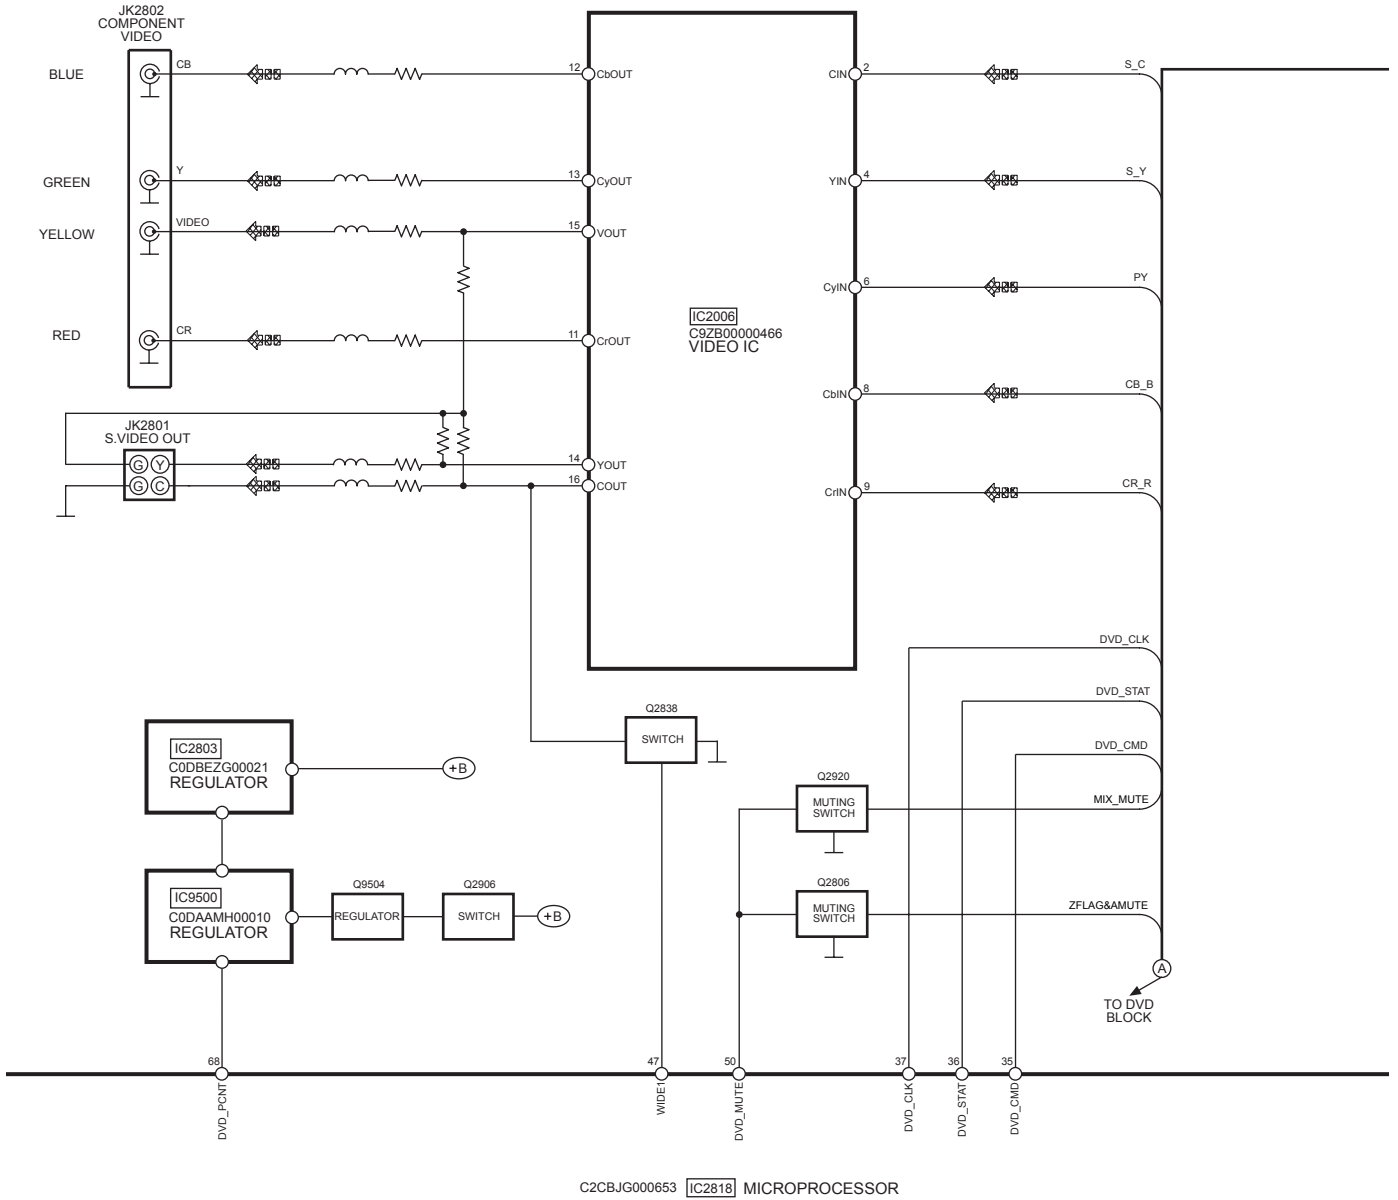 JK2802
COMPONENT
VIDEO
BLUE
CB
12
CbOUT
CIN
2
S_C
GREEN
Y
13
CyOUT
YIN
4
S_Y
YELLOW
VIDEO
15
VOUT
CyIN
6
PY
IC2006
C9ZB00000466
VIDEO IC
RED
CR
11
CrOUT
CbIN
8
CB_B
JK2801
S.VIDEO OUT
G Y
G C
14
YOUT
16
COUT
CrIN
9
CR_R
DVD_CLK
DVD_STAT
DVD_CMD
MIX_MUTE
ZFLAG&AMUTE
Q2838
SWITCH
IC2803
C0DBEZG00021
REGULATOR
+B
Q2920
MUTING
SWITCH
IC9500
C0DAAMH00010
REGULATOR
Q9504
REGULATOR
Q2906
SWITCH
+B
Q2806
MUTING
SWITCH
A
TO DVD
BLOCK
68
DVD_PCNT
47
WIDE1
50
DVD_MUTE
37
DVD_CLK
36
DVD_STAT
35
DVD_CMD
C2CBJG000653 IC2818 MICROPROCESSOR